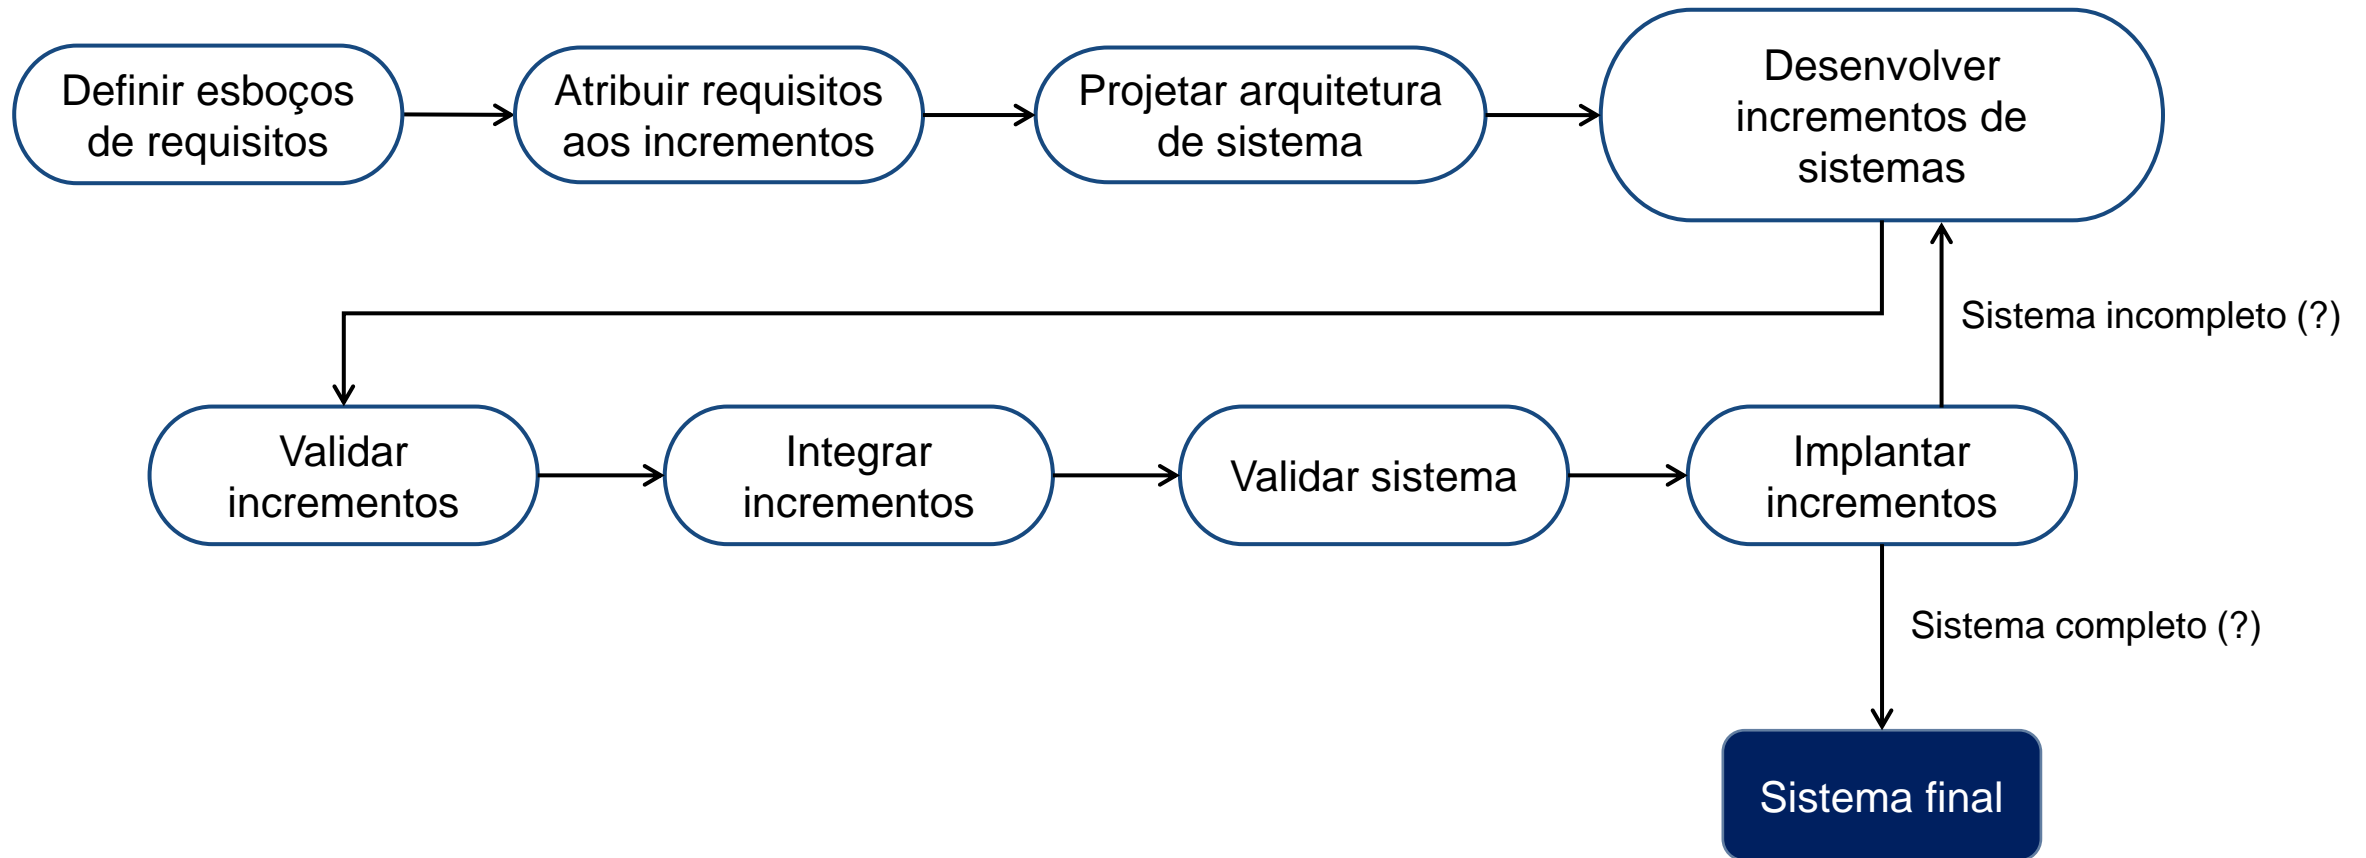 Definir esboços
de requisitos
Atribuir requisitos
aos incrementos
Projetar arquitetura
de sistema
Desenvolver
incrementos de
sistemas
Sistema incompleto (?)
Validar
incrementos
Integrar
incrementos
Validar sistema
Implantar
incrementos
Sistema completo (?)
Sistema final